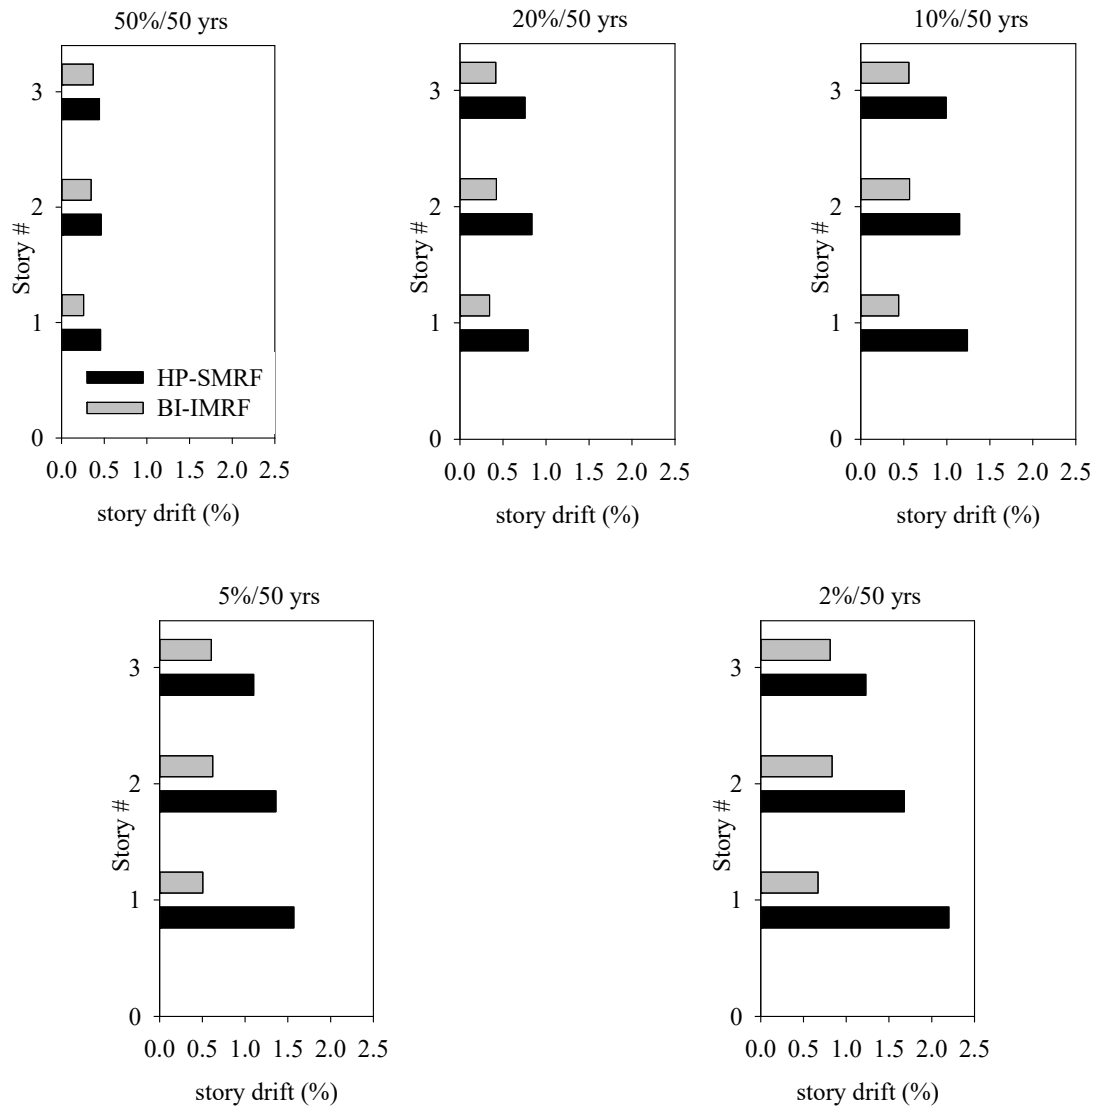 50%/50 yrs
20%/50 yrs
10%/50 yrs
Story #
3
2
1
0
HP-SMRF
BI-IMRF
0.0 0.5 1.0 1.5 2.0 2.5
story drift (%)
3
2
1
0
0.0 0.5 1.0 1.5 2.0 2.5
story drift (%)
3
2
1
0
0.0 0.5 1.0 1.5 2.0 2.5
story drift (%)
5%/50 yrs
Story #
3
2
1
0
0.0 0.5 1.0 1.5 2.0 2.5
story drift (%)
2%/50 yrs
Story #
3
2
1
0
0.0 0.5 1.0 1.5 2.0 2.5
story drift (%)